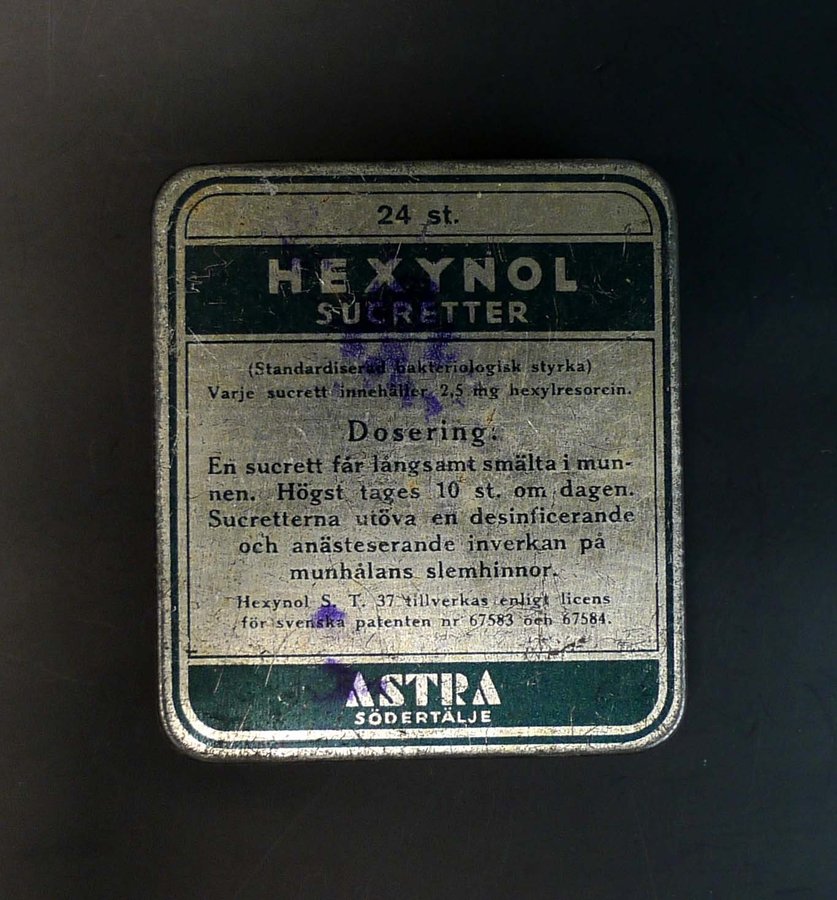 24 st.
HEXYNOL
SUCRETTER
(Standardiserad bakteriologisk styrka)
Varje sucrett innehåller 2,5 mg hexylresorcin.
Dosering:
En sucrett får långsamt smälta i mun-
nen. Högst tages 10 st. om dagen.
Sucretterna utöva en desinficerande
och anästeserande inverkan på
munhålans slemhinnor.
Hexynol S. T. 37 tillverkas enligt licens
för svenska patenten nr 67583 och 67584.
ASTRA
SÖDERTÄLJE